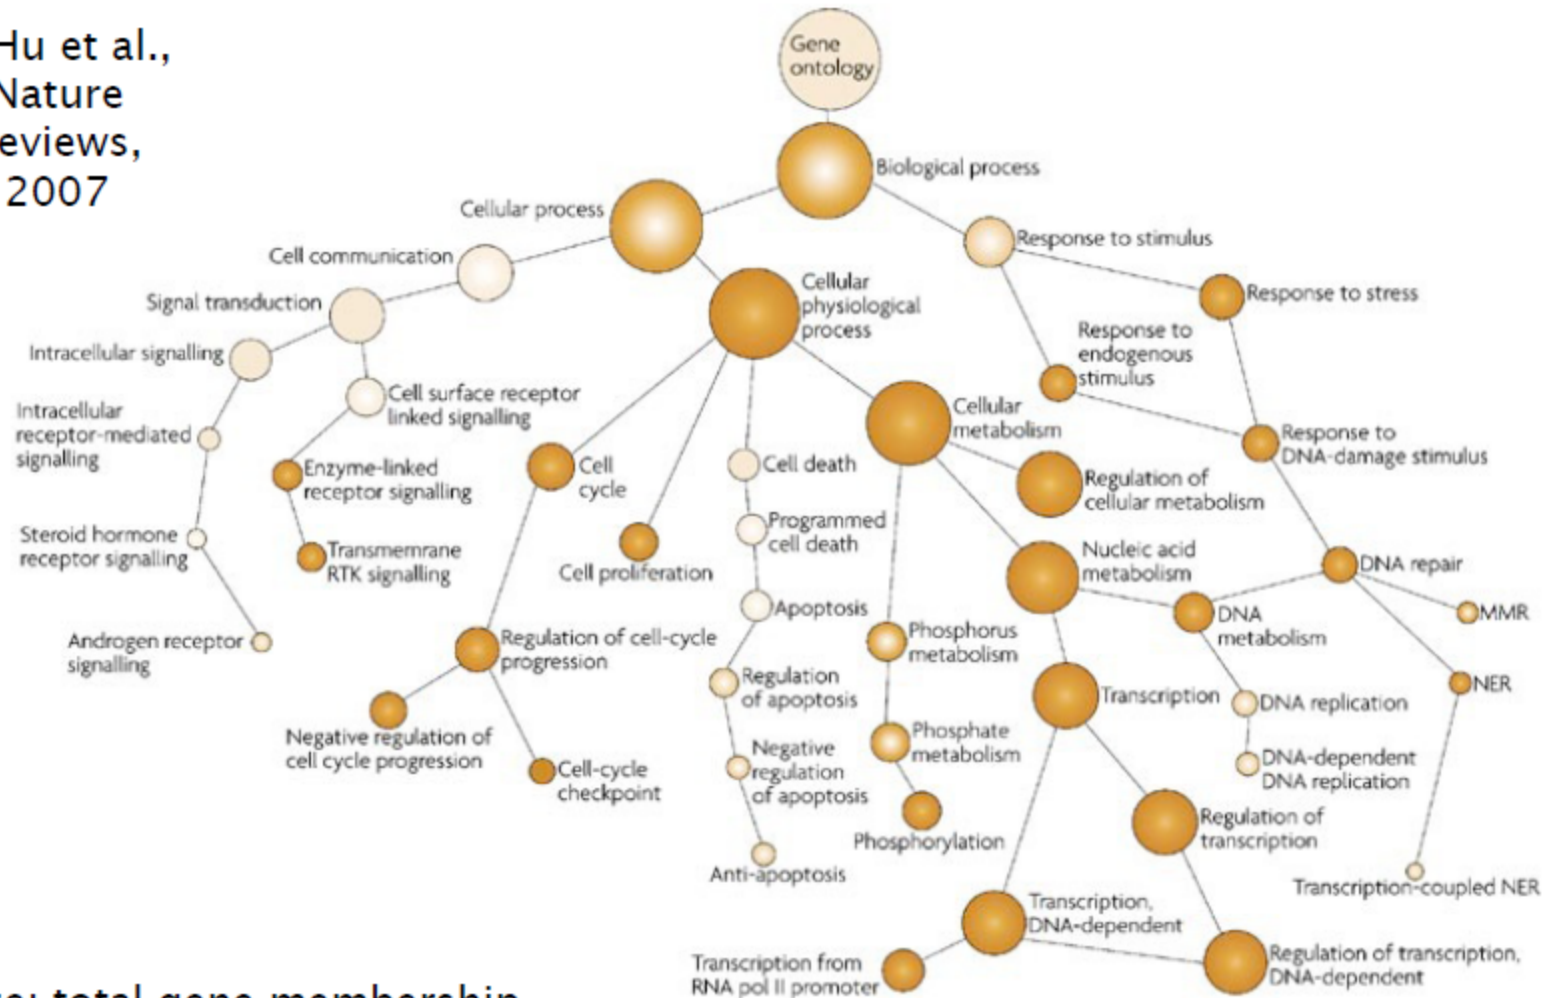 Hu et al.,
Nature
eviews,
2007
Gene
ontology
Biological process
Cellular process
Response to stimulus
Cell communication
Cellular
physiological
process
Response to stress
Signal transduction
Response to
endogenous
stimulus
Intracellular signalling
Cell surface receptor
linked signalling
Cellular
metabolism
Intracellular
receptor-mediated
signalling
Response to
DNA-damage stimulus
Enzyme-linked
receptor signalling
Cell
cycle
Cell death
Regulation of
cellular metabolism
Steroid hormone
receptor signalling
Transmemrane
RTK signalling
Cell proliferation
Programmed
cell death
Nucleic acid
metabolism
DNA repair
Androgen receptor
signalling
Regulation of cell-cycle
progression
Apoptosis
Phosphorus
metabolism
DNA
metabolism
MMR
Regulation
of apoptosis
Transcription
DNA replication
NER
Negative regulation of
cell cycle progression
Cell-cycle
checkpoint
Negative
regulation
of apoptosis
Phosphate
metabolism
DNA-dependent
DNA replication
Phosphorylation
Regulation of
transcription
Anti-apoptosis
Transcription-coupled NER
Transcription,
DNA-dependent
Transcription from
RNA pol II promoter
Regulation of transcription,
DNA-dependent
total gene membership